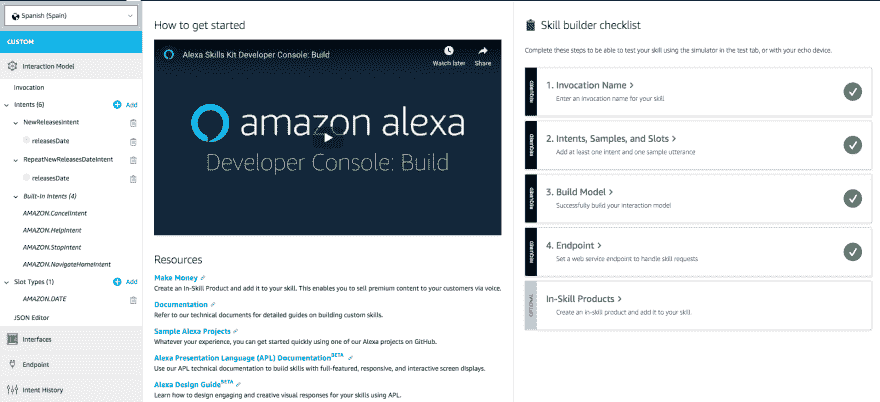 Spanish (Spain)
CUSTOM
Interaction Model
Invocation
Intents (6)
Add
NewReleasesIntent
releasesDate
RepeatNewReleasesDateIntent
releasesDate
Built-In Intents (4)
AMAZON.CancelIntent
AMAZON.HelpIntent
AMAZON.StopIntent
AMAZON.NavigateHomeIntent
Slot Types (1)
Add
AMAZON.DATE
JSON Editor
Interfaces
Endpoint
Intent History
How to get started
Alexa Skills Kit Developer Console: Build
Watch later
Share
amazon alexa
Developer Console: Build
Resources
Make Money
Create an In-Skill Product and add it to your skill. This enables you to sell premium content to your customers via voice.
Documentation
Refer to our technical documents for detailed guides on building custom skills.
Sample Alexa Projects
Whatever your experience, you can get started quickly using one of our Alexa projects on GitHub.
Alexa Presentation Language (APL) DocumentationBETA
Use our APL technical documentation to build skills with full-featured, responsive, and interactive screen displays.
Alexa Design GuideBETA
Learn how to design engaging and creative visual responses for your skills using APL.
Skill builder checklist
Complete these steps to be able to test your skill using the simulator in the test tab, or with your echo device.
1. Invocation Name >
Enter an invocation name for your skill
2. Intents, Samples, and Slots >
Add at least one intent and one sample utterance
3. Build Model >
Successfully build your interaction model
4. Endpoint >
Set a web service endpoint to handle skill requests
OPTIONAL
In-Skill Products >
Create an in-skill product and add it to your skill